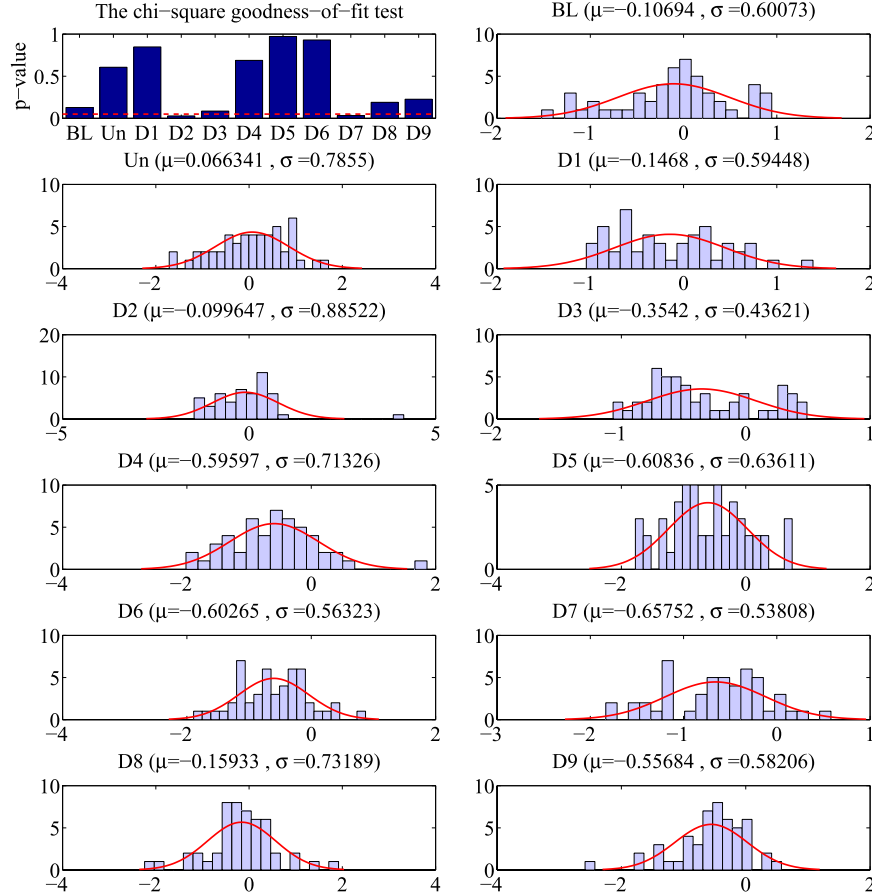 The chi−square goodness−of−fit test
p−value
1
0.5
0
BL Un D1 D2 D3 D4 D5 D6 D7 D8 D9
BL (μ=−0.10694 , σ =0.60073)
10
5
0
−2 −1 0 1 2
Un (μ=0.066341 , σ =0.7855)
10
5
0
−4 −2 0 2 4
D1 (μ=−0.1468 , σ =0.59448)
10
5
0
−2 −1 0 1 2
D2 (μ=−0.099647 , σ =0.88522)
20
10
0
−5 0 5
D3 (μ=−0.3542 , σ =0.43621)
10
5
0
−2 −1 0 1
D4 (μ=−0.59597 , σ =0.71326)
10
5
0
−4 −2 0 2
D5 (μ=−0.60836 , σ =0.63611)
5
0
−4 −2 0 2
D6 (μ=−0.60265 , σ =0.56323)
10
5
0
−4 −2 0 2
D7 (μ=−0.65752 , σ =0.53808)
10
5
0
−3 −2 −1 0 1
D8 (μ=−0.15933 , σ =0.73189)
10
5
0
−4 −2 0 2 4
D9 (μ=−0.55684 , σ =0.58206)
10
5
0
−4 −2 0 2